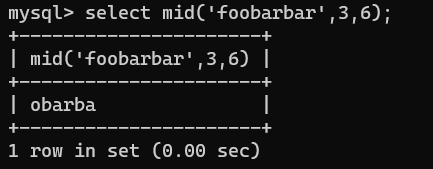 mysql> select mid('foobarbar',3,6);
+----------------------+
| mid('foobarbar',3,6) |
+----------------------+
| obarba               |
+----------------------+
1 row in set (0.00 sec)